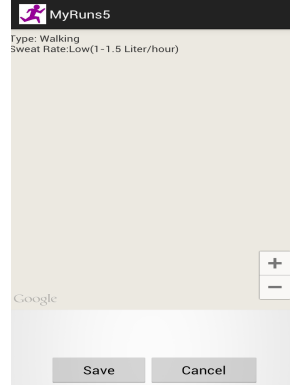 MyRuns5
Type: Walking
Sweat Rate:Low(1-1.5 Liter/hour)
+
−
Google
Save Cancel